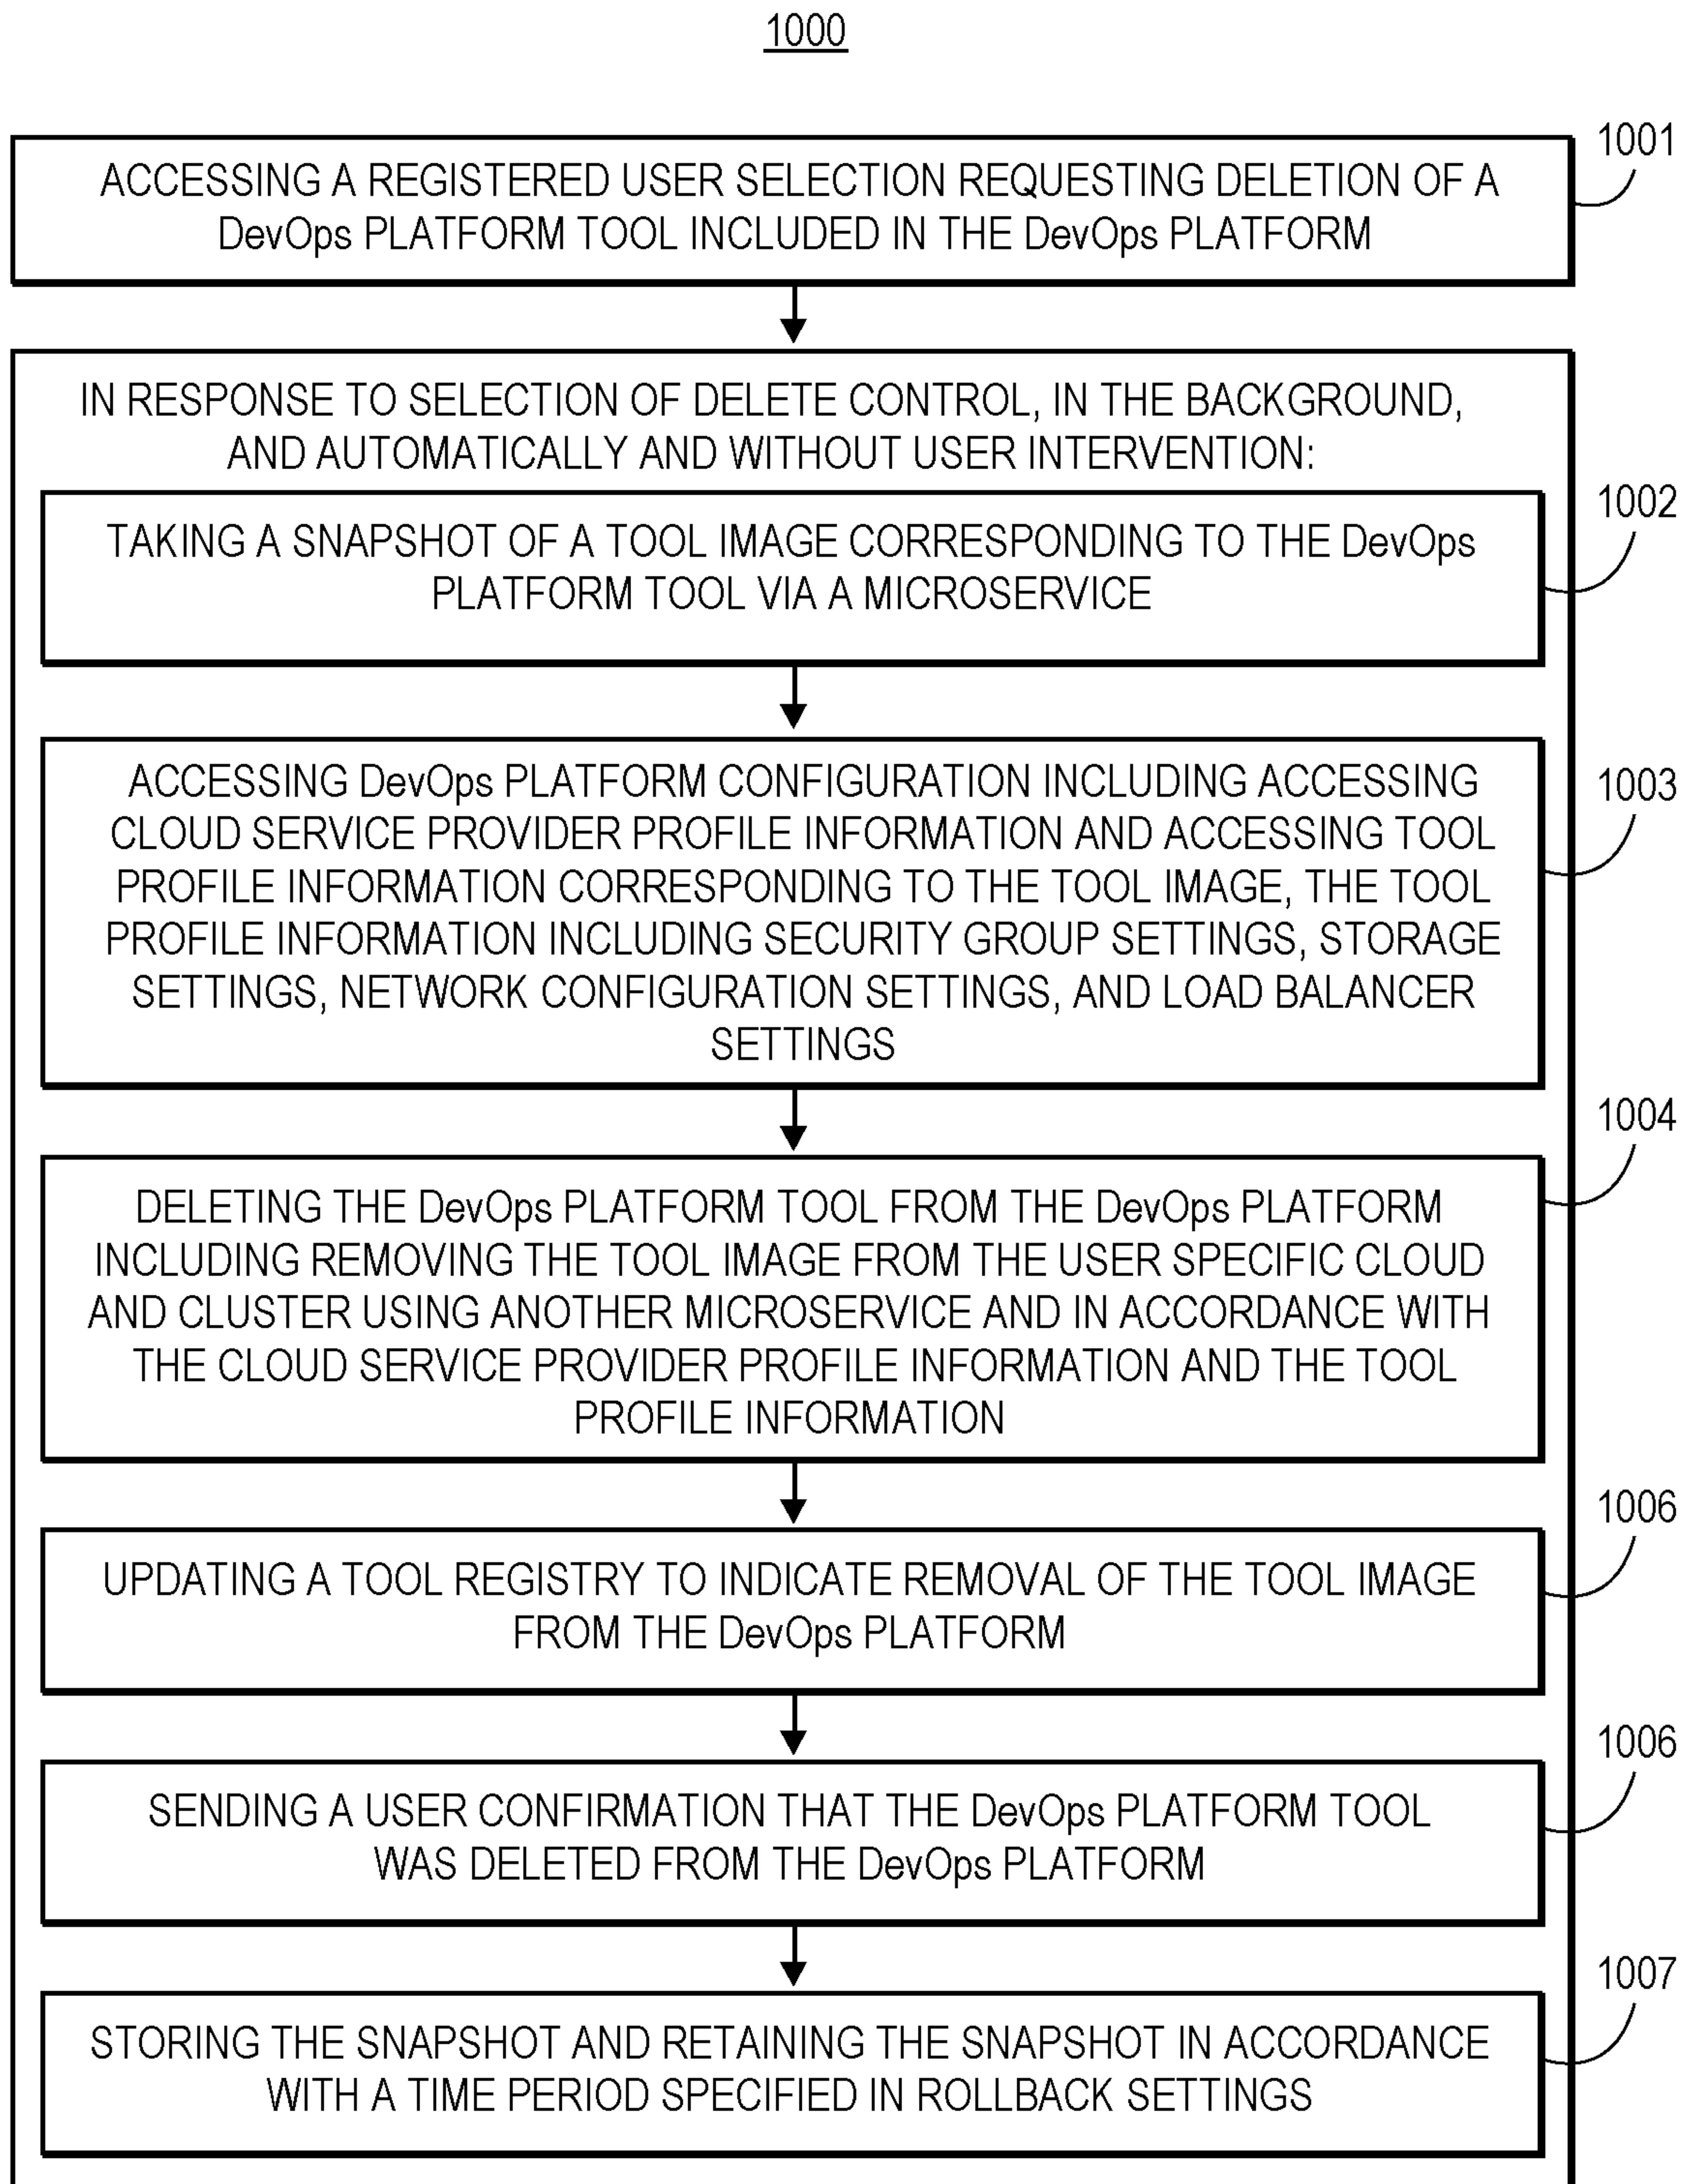 1000
1001
ACCESSING A REGISTERED USER SELECTION REQUESTING DELETION OF A
DevOps PLATFORM TOOL INCLUDED IN THE DevOps PLATFORM
IN RESPONSE TO SELECTION OF DELETE CONTROL, IN THE BACKGROUND,
AND AUTOMATICALLY AND WITHOUT USER INTERVENTION:
1002
TAKING A SNAPSHOT OF A TOOL IMAGE CORRESPONDING TO THE DevOps
PLATFORM TOOL VIA A MICROSERVICE
1003
ACCESSING DevOps PLATFORM CONFIGURATION INCLUDING ACCESSING
CLOUD SERVICE PROVIDER PROFILE INFORMATION AND ACCESSING TOOL
PROFILE INFORMATION CORRESPONDING TO THE TOOL IMAGE, THE TOOL
PROFILE INFORMATION INCLUDING SECURITY GROUP SETTINGS, STORAGE
SETTINGS, NETWORK CONFIGURATION SETTINGS, AND LOAD BALANCER
SETTINGS
1004
DELETING THE DevOps PLATFORM TOOL FROM THE DevOps PLATFORM
INCLUDING REMOVING THE TOOL IMAGE FROM THE USER SPECIFIC CLOUD
AND CLUSTER USING ANOTHER MICROSERVICE AND IN ACCORDANCE WITH
THE CLOUD SERVICE PROVIDER PROFILE INFORMATION AND THE TOOL
PROFILE INFORMATION
1006
UPDATING A TOOL REGISTRY TO INDICATE REMOVAL OF THE TOOL IMAGE
FROM THE DevOps PLATFORM
1006
SENDING A USER CONFIRMATION THAT THE DevOps PLATFORM TOOL
WAS DELETED FROM THE DevOps PLATFORM
1007
STORING THE SNAPSHOT AND RETAINING THE SNAPSHOT IN ACCORDANCE
WITH A TIME PERIOD SPECIFIED IN ROLLBACK SETTINGS